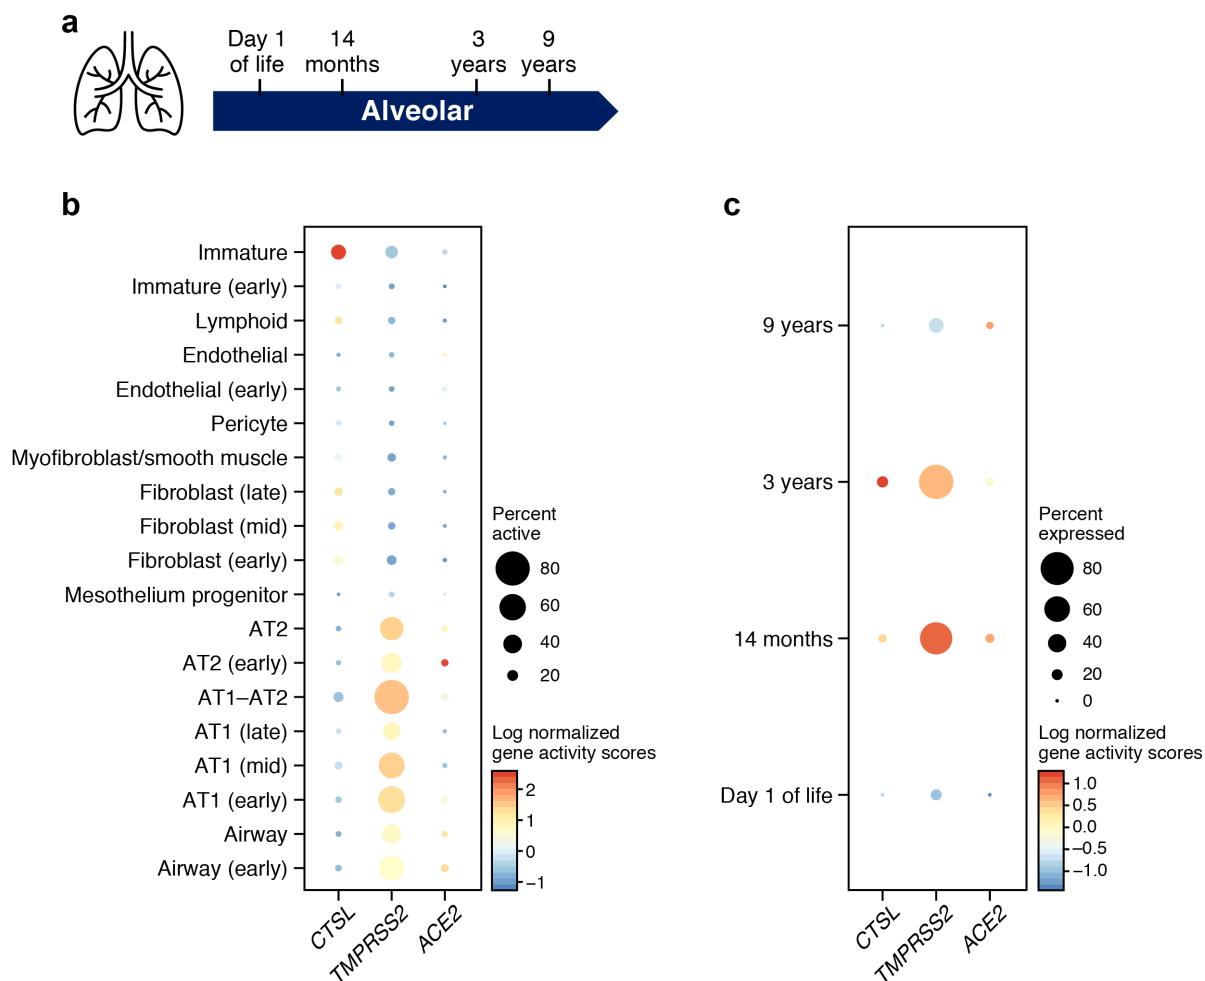 a
Day 1
of life
14
months
3
years
9
years
Alveolar
b
Immature
Immature (early)
Lymphoid
Endothelial
Endothelial (early)
Pericyte
Myofibroblast/smooth muscle
Fibroblast (late)
Fibroblast (mid)
Fibroblast (early)
Mesothelium progenitor
AT2
AT2 (early)
AT1–AT2
AT1 (late)
AT1 (mid)
AT1 (early)
Airway
Airway (early)
CTSL
TMPRSS2
ACE2
Percent
active
80
60
40
20
Log normalized
gene activity scores
2
1
0
−1
c
9 years
3 years
14 months
Day 1 of life
CTSL
TMPRSS2
ACE2
Percent
expressed
80
60
40
20
0
Log normalized
gene activity scores
1.0
0.5
0.0
−0.5
−1.0